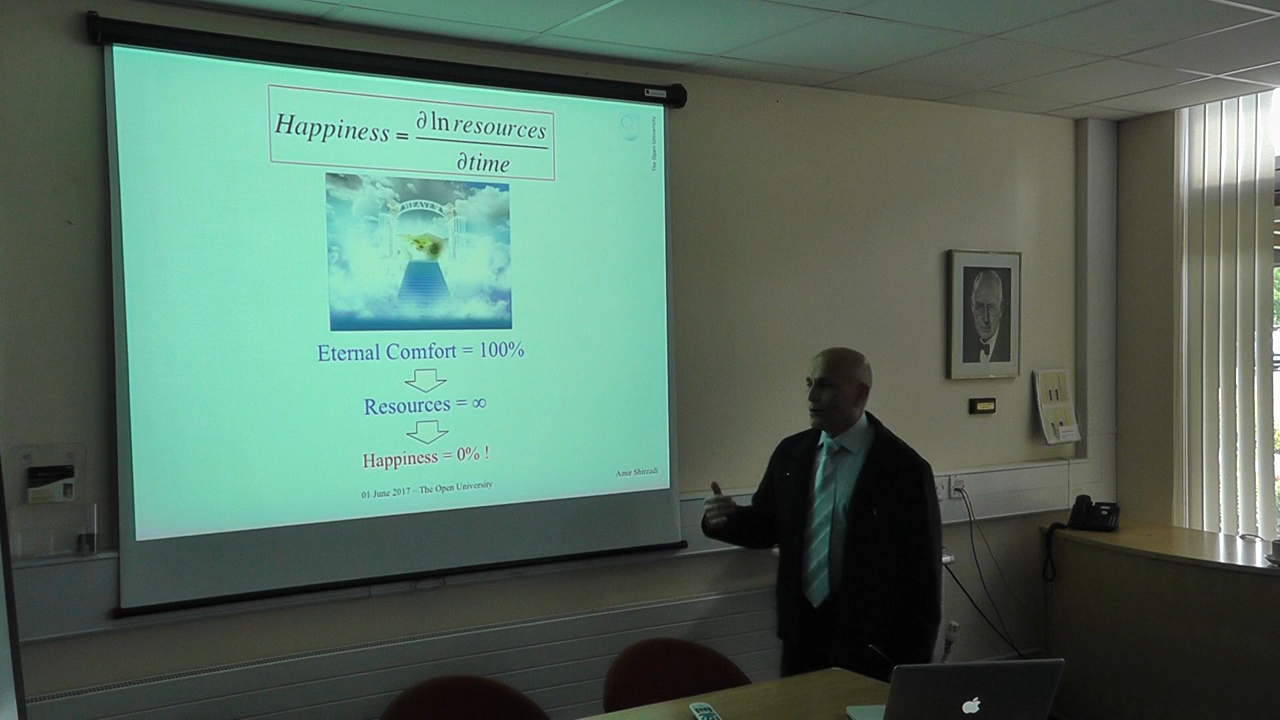 Happiness = ∂ ln resources / ∂time
The Open University
HEAVEN
Eternal Comfort = 100%
Resources = ∞
Happiness = 0% !
Amir Shirzadi
01 June 2017 – The Open University